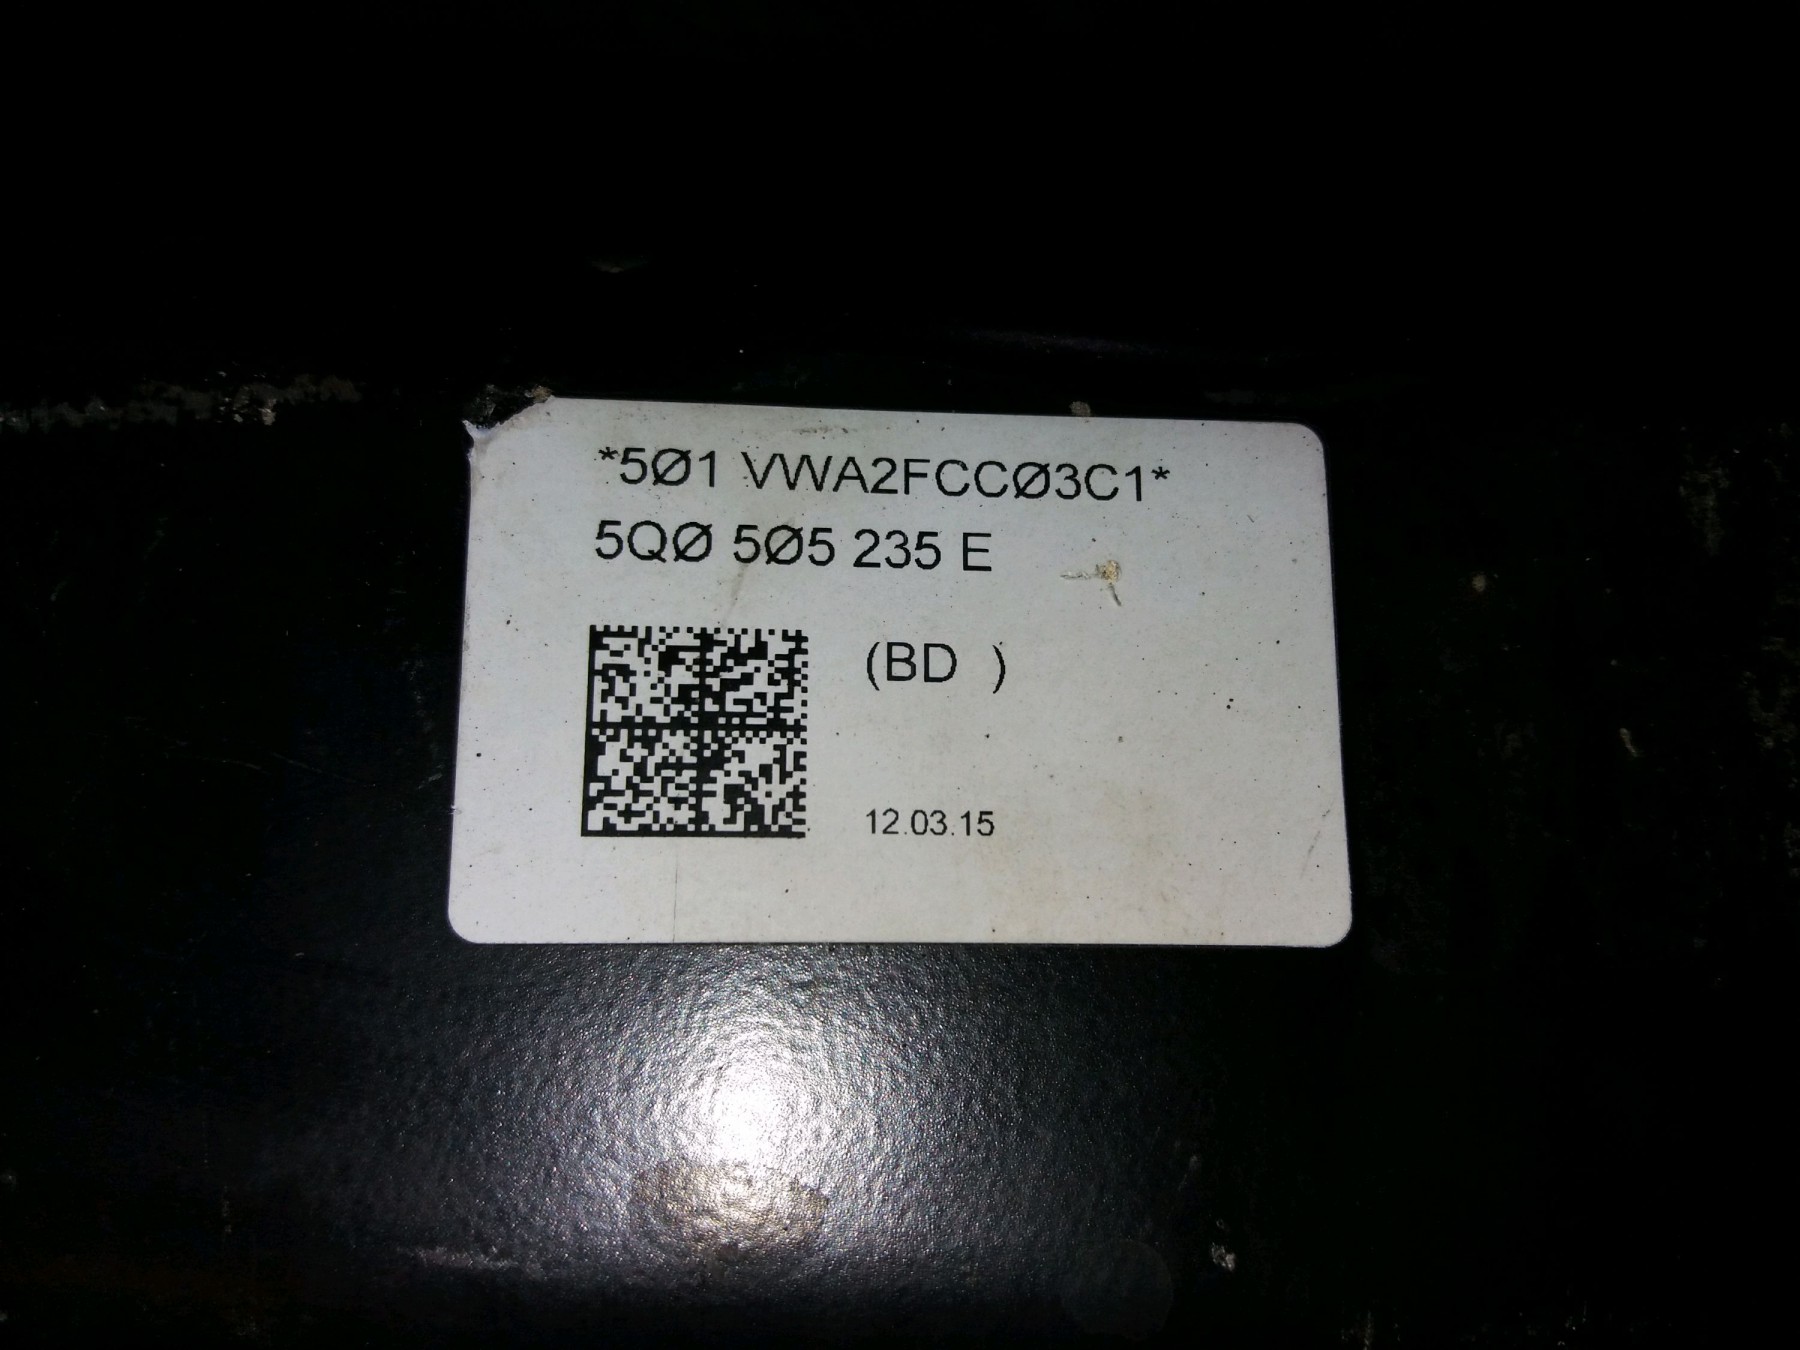 *5Ø1 VWA2FCCØ3C1*
5QØ 5Ø5 235 E
(BD  )
12.03.15